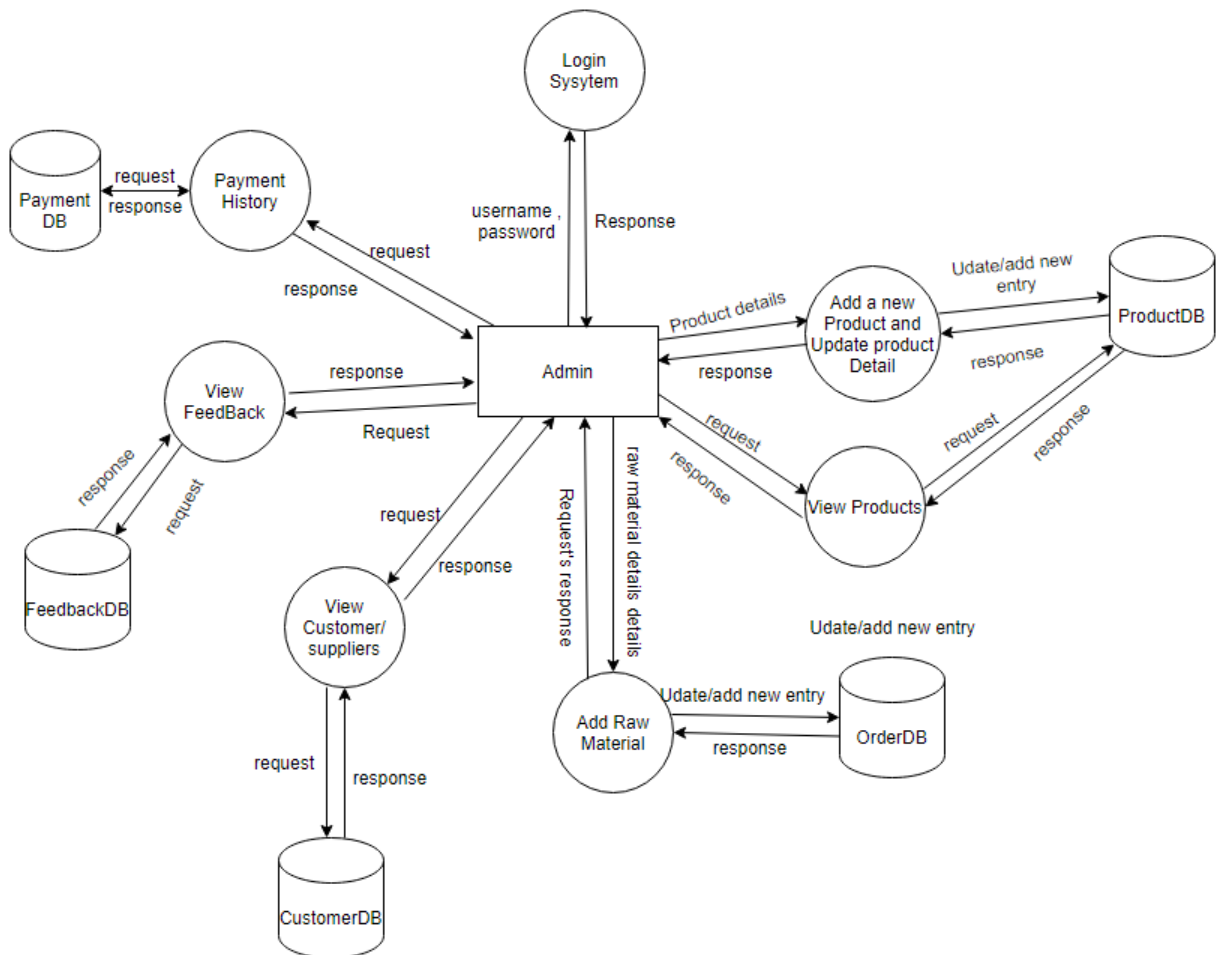 Login
Sysytem
Payment
DB
request
response
Payment
History
username ,
password
Response
request
response
Udate/add new
entry
Product details
Add a new
Product and
Update product
Detail
ProductDB
response
response
Admin
View
FeedBack
response
Request
response
request
FeedbackDB
request
response
View Products
request
response
request
response
View
Customer/
suppliers
Request's response
raw material details details
Udate/add new entry
Add Raw
Material
Udate/add new entry
response
OrderDB
request
response
CustomerDB